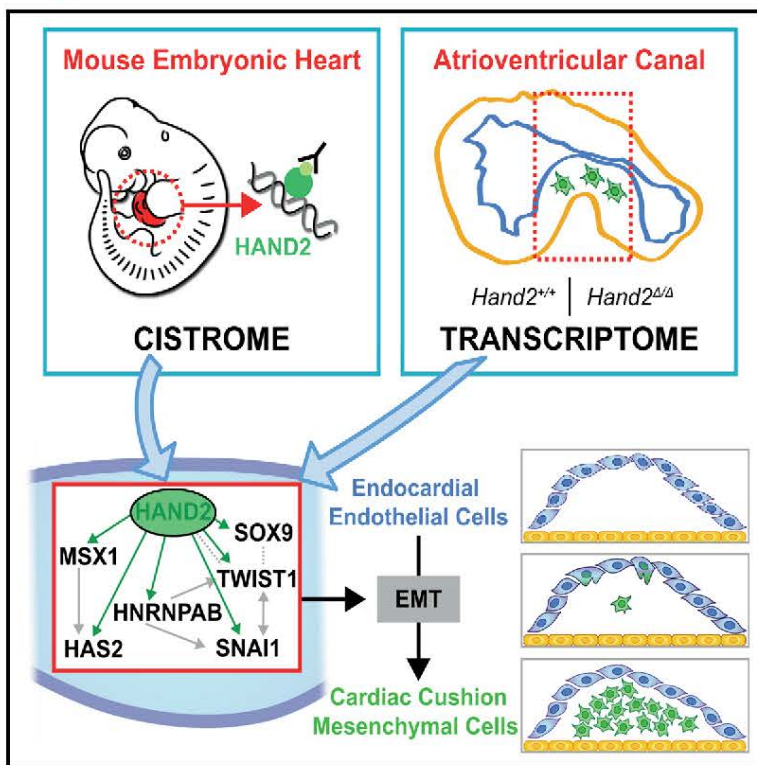 Mouse Embryonic Heart
HAND2
CISTROME
Atrioventricular Canal
Hand2+/+ | Hand2Δ/Δ
TRANSCRIPTOME
HAND2
SOX9
MSX1
TWIST1
HNRNPAB
HAS2
SNAI1
Endocardial
Endothelial Cells
EMT
Cardiac Cushion
Mesenchymal Cells